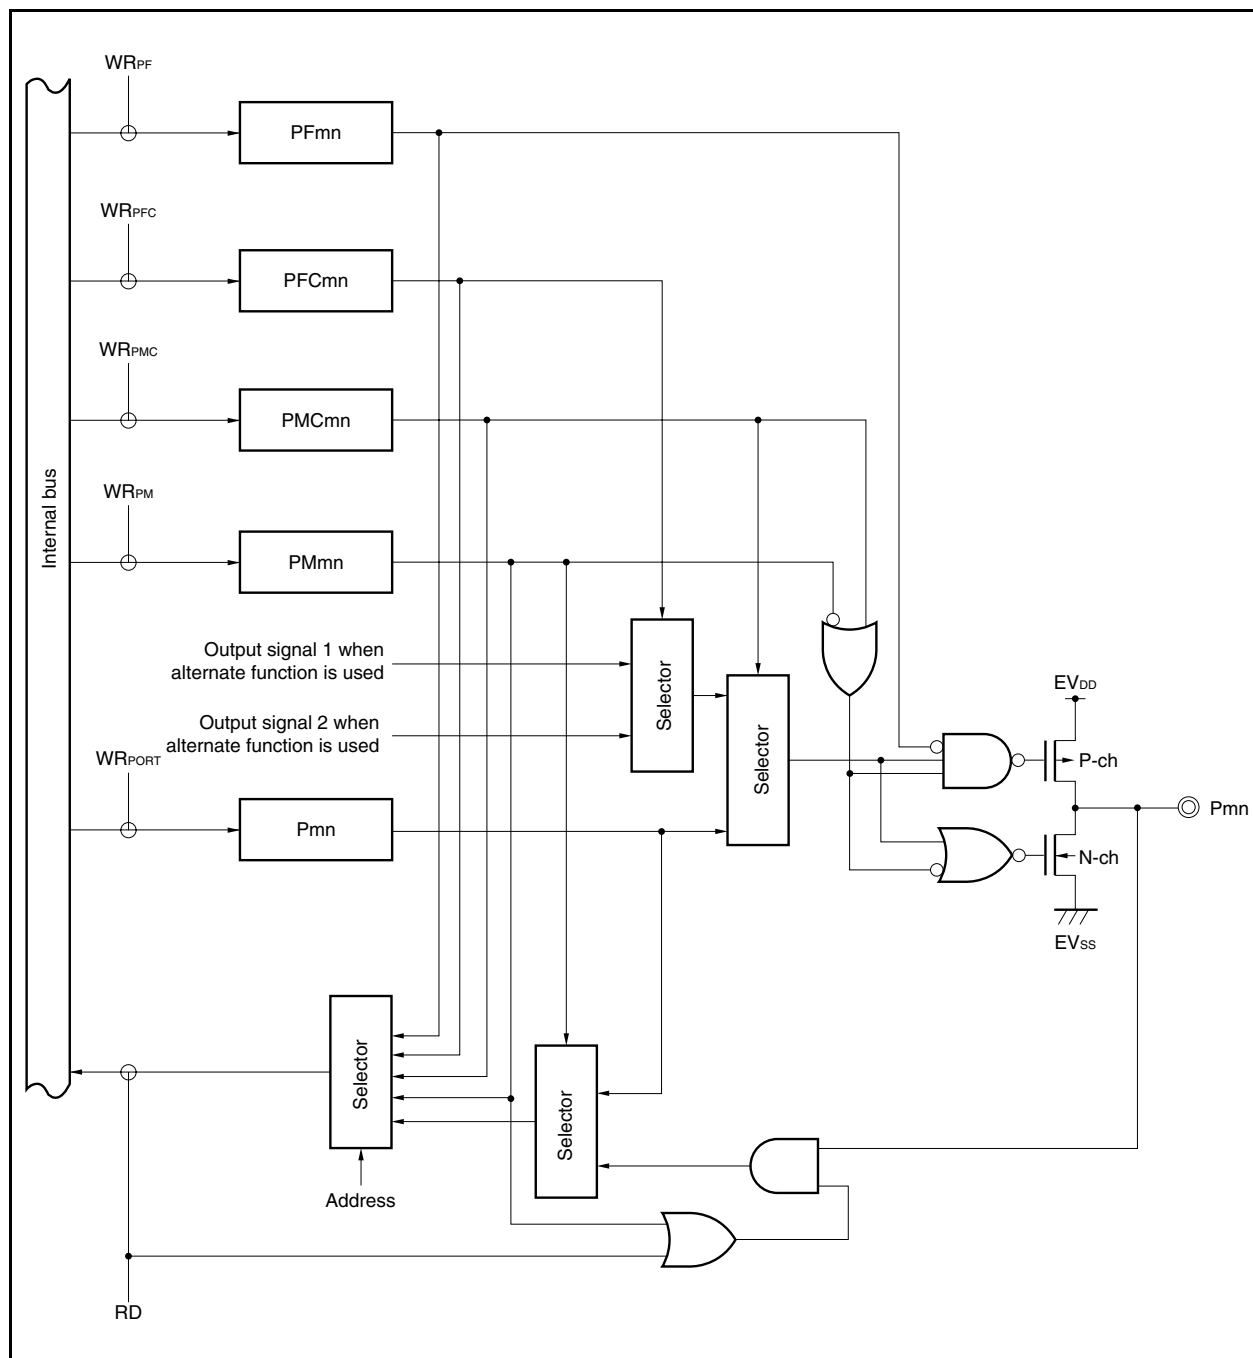 WRPF
PFmn
WRPFC
PFCmn
WRPMC
PMCmn
WRPM
PMmn
Internal bus
Output signal 1 when
alternate function is used
Output signal 2 when
alternate function is used
Selector
Selector
WRPORT
Pmn
EVDD
P-ch
Pmn
N-ch
EVSS
Selector
Selector
Address
RD